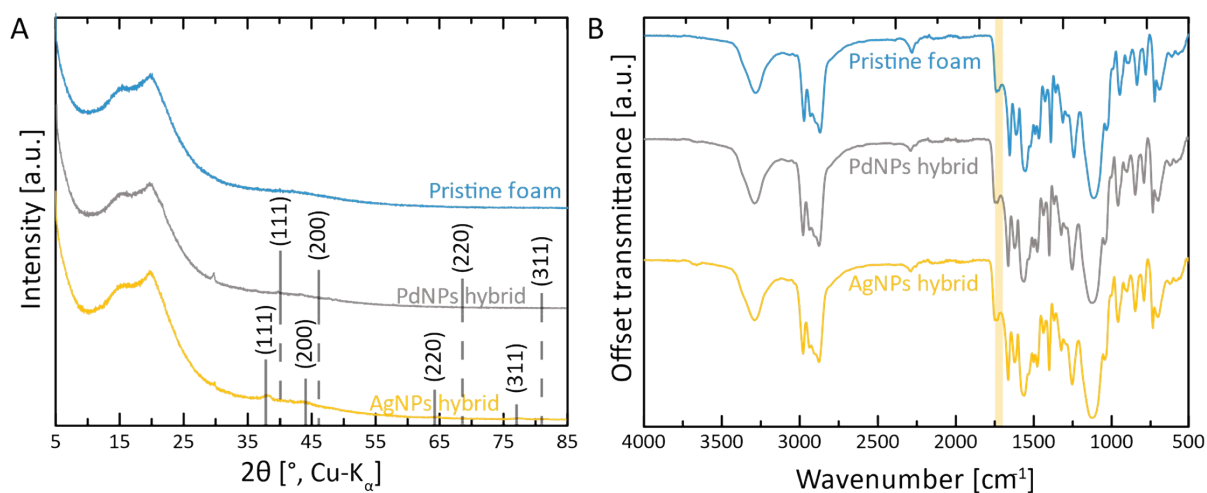 A
Intensity [a.u.]
Pristine foam
(111)
(200)
(220)
(311)
PdNPs hybrid
(111)
(200)
(220)
(311)
AgNPs hybrid
5
15
25
35
45
55
65
75
85
2θ [°, Cu-Kα]
B
Offset transmittance [a.u.]
Pristine foam
PdNPs hybrid
AgNPs hybrid
4000
3500
3000
2500
2000
1500
1000
500
Wavenumber [cm⁻¹]